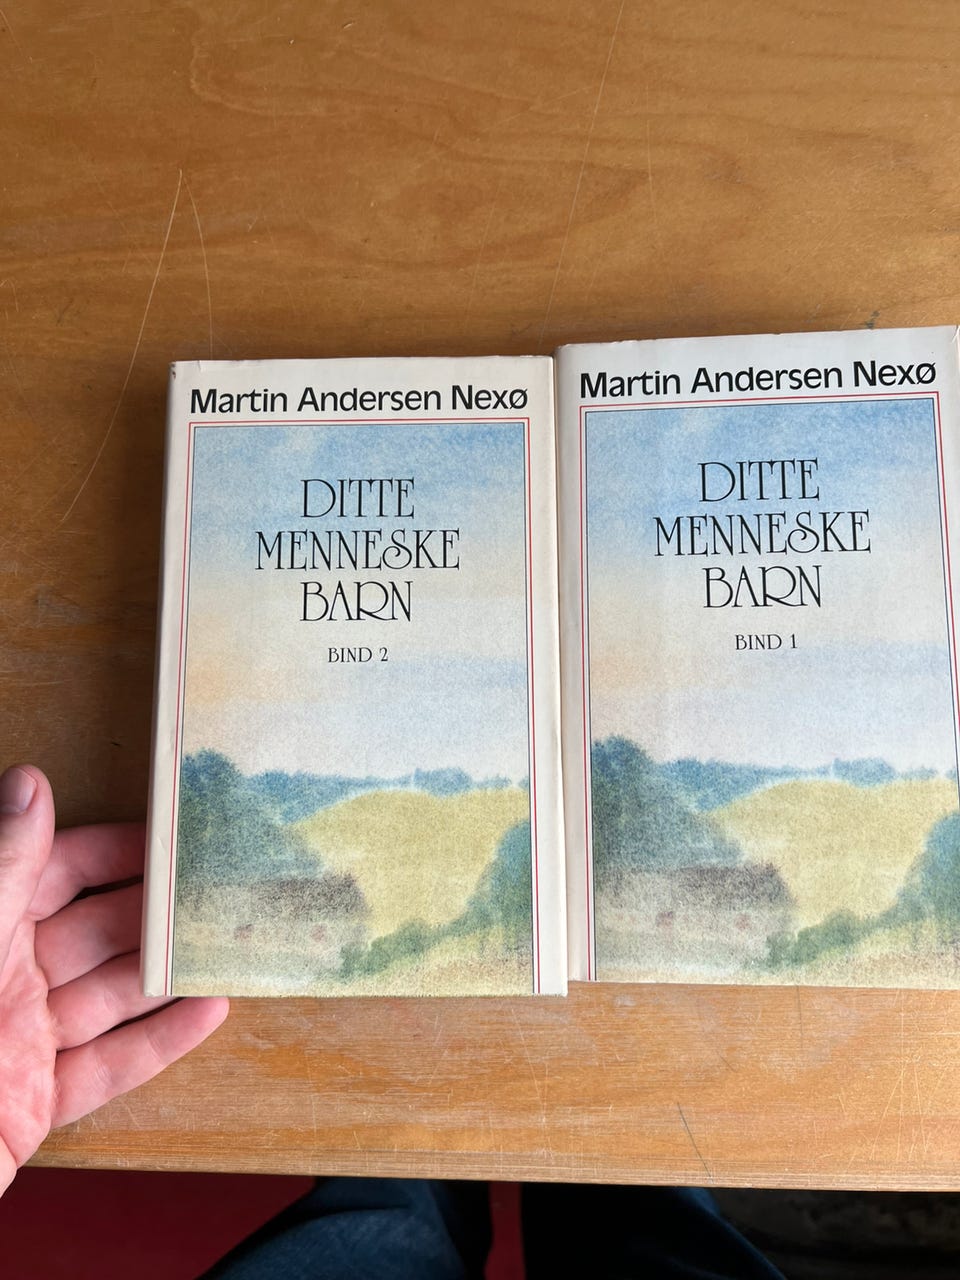 Martin Andersen Nexø
DITTE
MENNESKE
BARN
BIND 2
Martin Andersen Nexø
DITTE
MENNESKE
BARN
BIND 1